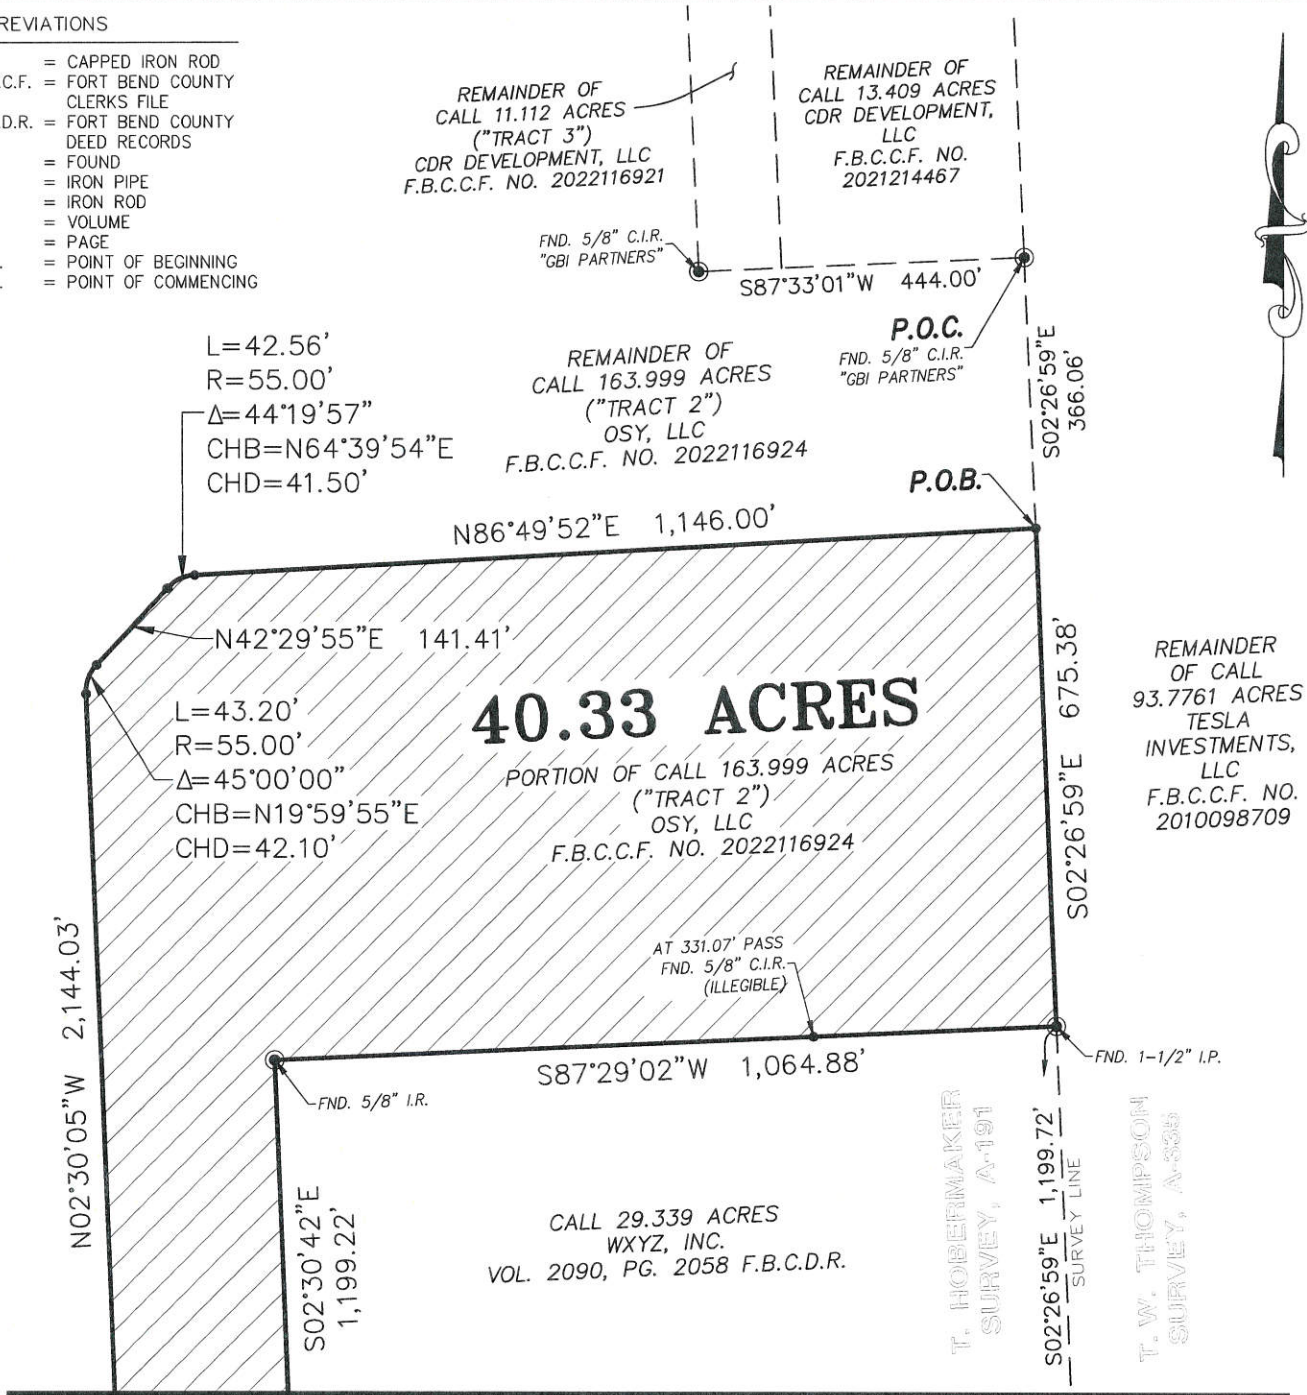 REVIATIONS
= CAPPED IRON ROD
C.F. = FORT BEND COUNTY
CLERKS FILE
.D.R. = FORT BEND COUNTY
DEED RECORDS
= FOUND
= IRON PIPE
= IRON ROD
= VOLUME
= PAGE
. = POINT OF BEGINNING
. = POINT OF COMMENCING
REMAINDER OF
CALL 11.112 ACRES
("TRACT 3")
CDR DEVELOPMENT, LLC
F.B.C.C.F. NO. 2022116921
REMAINDER OF
CALL 13.409 ACRES
CDR DEVELOPMENT,
LLC
F.B.C.C.F. NO.
2021214467
FND. 5/8" C.I.R.
"GBI PARTNERS"
S87°33'01"W 444.00'
P.O.C.
FND. 5/8" C.I.R.
"GBI PARTNERS"
S02°26'59"E
366.06'
L=42.56'
R=55.00'
Δ=44°19'57"
CHB=N64°39'54"E
CHD=41.50'
REMAINDER OF
CALL 163.999 ACRES
("TRACT 2")
OSY, LLC
F.B.C.C.F. NO. 2022116924
P.O.B.
N86°49'52"E 1,146.00'
N42°29'55"E 141.41'
L=43.20'
R=55.00'
Δ=45°00'00"
CHB=N19°59'55"E
CHD=42.10'
40.33 ACRES
PORTION OF CALL 163.999 ACRES
("TRACT 2")
OSY, LLC
F.B.C.C.F. NO. 2022116924
S02°26'59"E 675.38'
REMAINDER
OF CALL
93.7761 ACRES
TESLA
INVESTMENTS,
LLC
F.B.C.C.F. NO.
2010098709
AT 331.07' PASS
FND. 5/8" C.I.R.
(ILLEGIBLE)
N02°30'05"W 2,144.03'
S87°29'02"W 1,064.88'
FND. 1-1/2" I.P.
FND. 5/8" I.R.
S02°30'42"E
1,199.22'
CALL 29.339 ACRES
WXYZ, INC.
VOL. 2090, PG. 2058 F.B.C.D.R.
T. HOBERMAKER
SURVEY, A-191
S02°26'59"E 1,199.72'
SURVEY LINE
T. W. THOMPSON
SURVEY, A-335